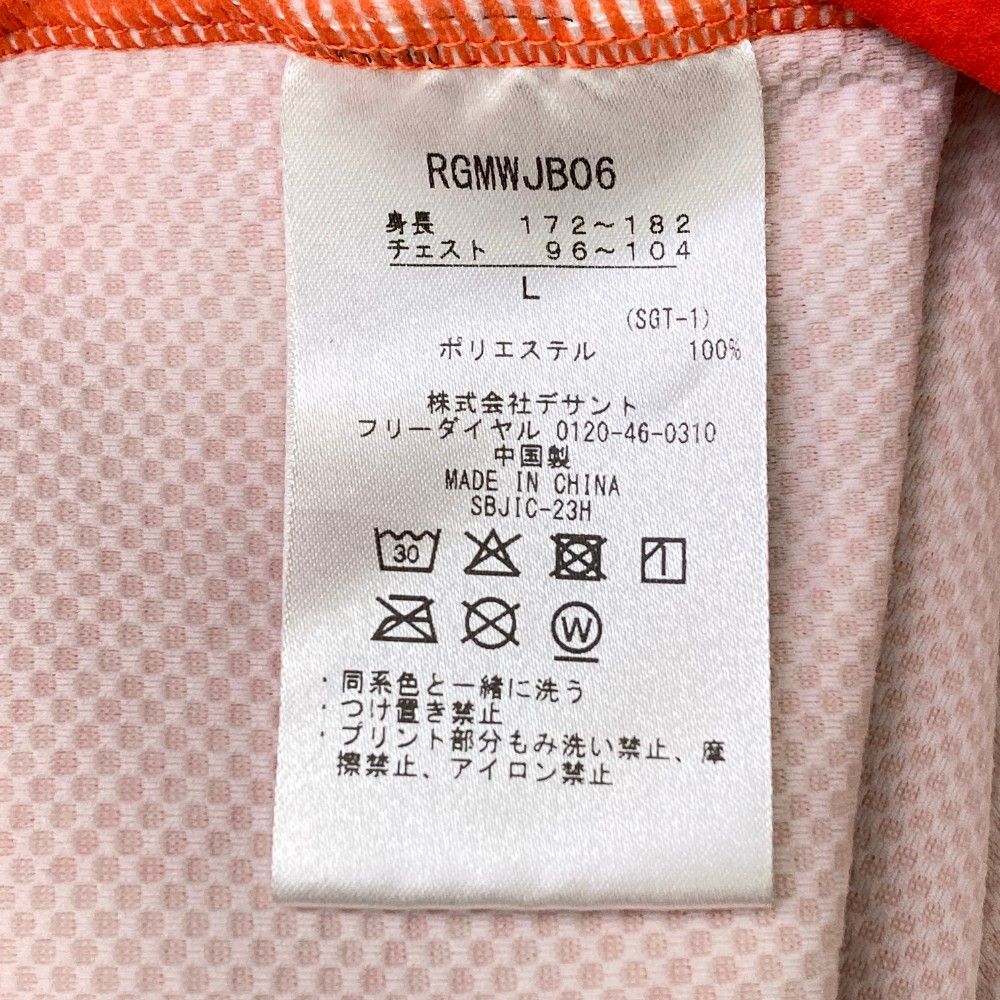 RGMWJB06
身長 172～182
チェスト 96～104
L
(SGT-1)
ポリエステル 100%
株式会社デサント
フリーダイヤル 0120-46-0310
中国製
MADE IN CHINA
SBJIC-23H
30
W
・同系色と一緒に洗う
・つけ置き禁止
・プリント部分もみ洗い禁止、摩
擦禁止、アイロン禁止